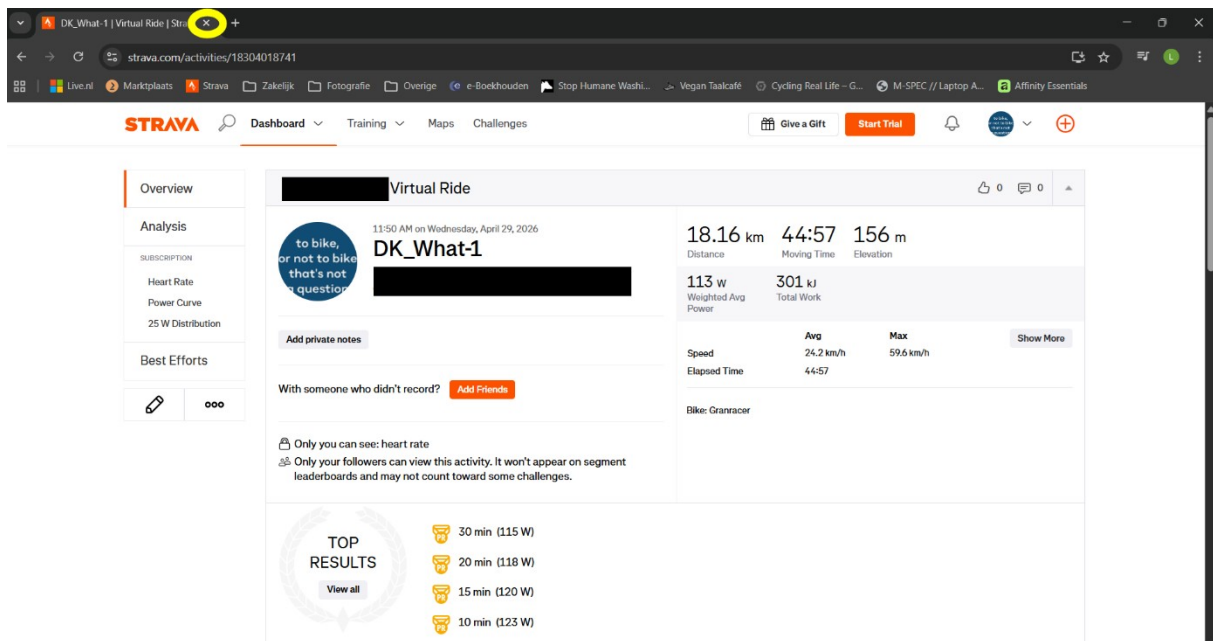 DK_What-1 | Virtual Ride | Stra
strava.com/activities/18304018741
Live.nl Marktplaats Strava Zakelijk Fotografie Overige e-Boekhouden Stop Humane Washi... Vegan Taalcafé Cycling Real Life – G... M-SPEC // Laptop A... Affinity Essentials
STRAVA Dashboard Training Maps Challenges Give a Gift Start Trial
Overview
Analysis
SUBSCRIPTION
Heart Rate
Power Curve
25 W Distribution
Best Efforts
Virtual Ride 0 0
to bike,
or not to bike
that's not
question
11:50 AM on Wednesday, April 29, 2026
DK_What-1
Add private notes
With someone who didn't record? Add Friends
Only you can see: heart rate
Only your followers can view this activity. It won't appear on segment
leaderboards and may not count toward some challenges.
18.16 km 44:57 156 m
Distance Moving Time Elevation
113 W 301 kJ
Weighted Avg Total Work
Power
Avg Max Show More
Speed 24.2 km/h 59.6 km/h
Elapsed Time 44:57
Bike: Granracer
TOP
RESULTS
View all
PR 30 min (115 W)
PR 20 min (118 W)
PR 15 min (120 W)
PR 10 min (123 W)